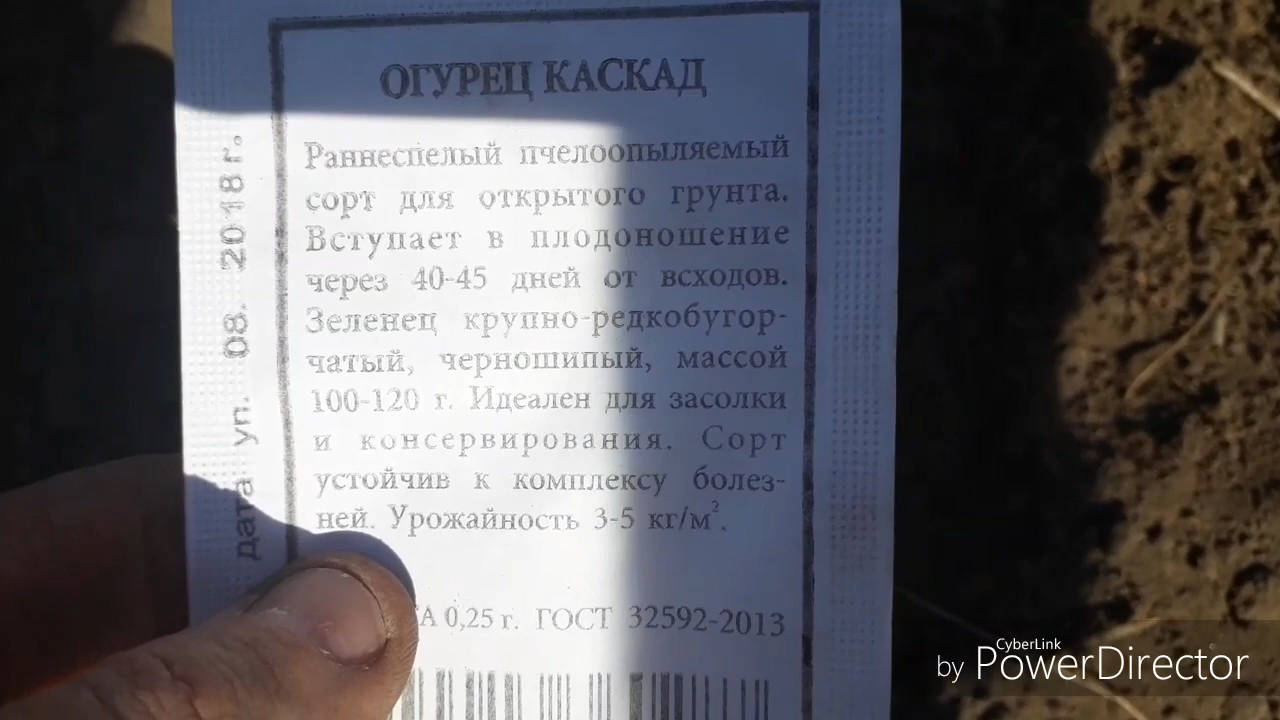 ОГУРЕЦ КАСКАД
Раннеспелый пчелоопыляемый
сорт для открытого грунта.
Вступает в плодоношение
через 40-45 дней от всходов.
Зеленец крупно-редкобугор-
чатый, черношипый, массой
100-120 г. Идеален для засолки
и консервирования. Сорт
устойчив к комплексу болез-
ней. Урожайность 3-5 кг/м².
0,25 г. ГОСТ 32592-2013
дата уп. 08. 2018 г.
CyberLink
by PowerDirector